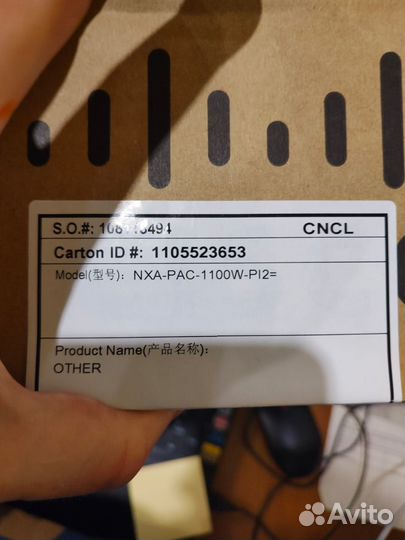 S.O.#: CNCL
Carton ID #: 1105523653
Model(型号): NXA-PAC-1100W-PI2=
Product Name(产品名称):
OTHER
Avito